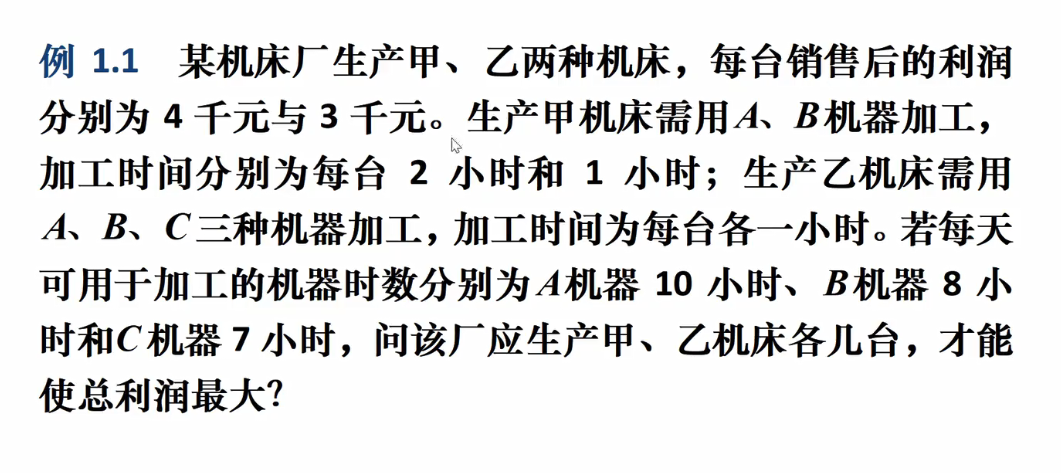 例 1.1 某机床厂生产甲、乙两种机床，每台销售后的利润
分别为 4 千元与 3 千元。生产甲机床需用A、B机器加工，
加工时间分别为每台 2 小时和 1 小时；生产乙机床需用
A、B、C 三种机器加工，加工时间为每台各一小时。若每天
可用于加工的机器时数分别为A机器 10 小时、B机器 8 小
时和C 机器 7 小时，问该厂应生产甲、乙机床各几台，才能
使总利润最大？